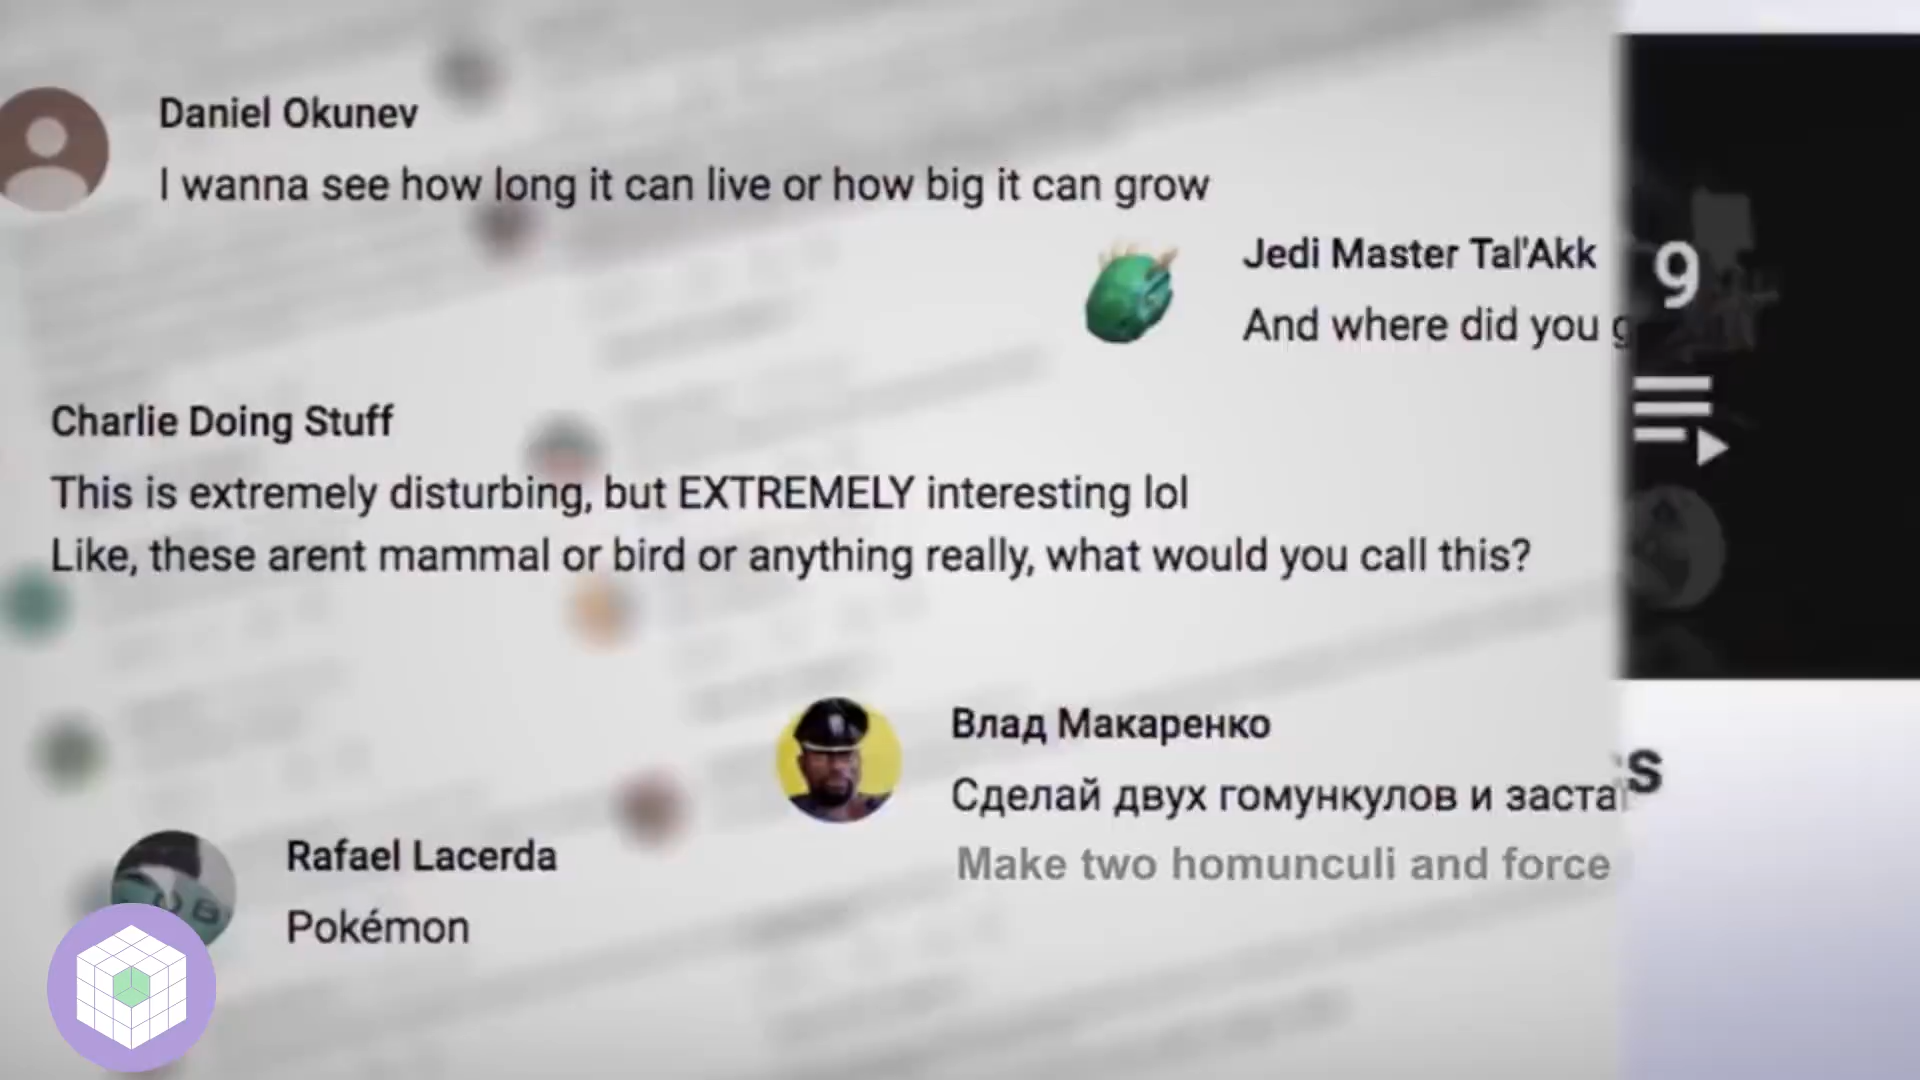 Daniel Okunev
I wanna see how long it can live or how big it can grow
Jedi Master Tal'Akk
And where did you
9
Charlie Doing Stuff
This is extremely disturbing, but EXTREMELY interesting lol
Like, these arent mammal or bird or anything really, what would you call this?
Влад Макаренко
Сделай двух гомункулов и
Make two homunculi and force
Rafael Lacerda
Pokémon